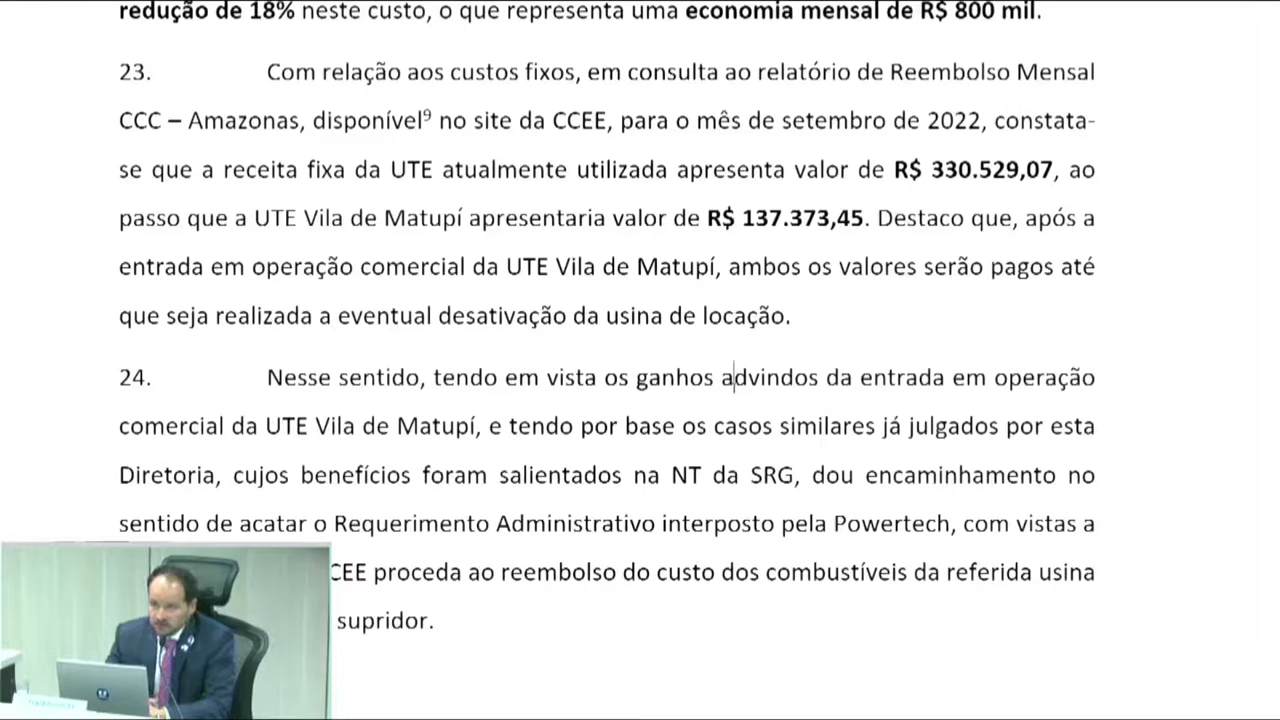 redução de 18% neste custo, o que representa uma economia mensal de R$ 800 mil.
23. Com relação aos custos fixos, em consulta ao relatório de Reembolso Mensal
CCC – Amazonas, disponível⁹ no site da CCEE, para o mês de setembro de 2022, constata-
se que a receita fixa da UTE atualmente utilizada apresenta valor de R$ 330.529,07, ao
passo que a UTE Vila de Matupí apresentaria valor de R$ 137.373,45. Destaco que, após a
entrada em operação comercial da UTE Vila de Matupí, ambos os valores serão pagos até
que seja realizada a eventual desativação da usina de locação.
24. Nesse sentido, tendo em vista os ganhos advindos da entrada em operação
comercial da UTE Vila de Matupí, e tendo por base os casos similares já julgados por esta
Diretoria, cujos benefícios foram salientados na NT da SRG, dou encaminhamento no
sentido de acatar o Requerimento Administrativo interposto pela Powertech, com vistas a
CEE proceda ao reembolso do custo dos combustíveis da referida usina
supridor.